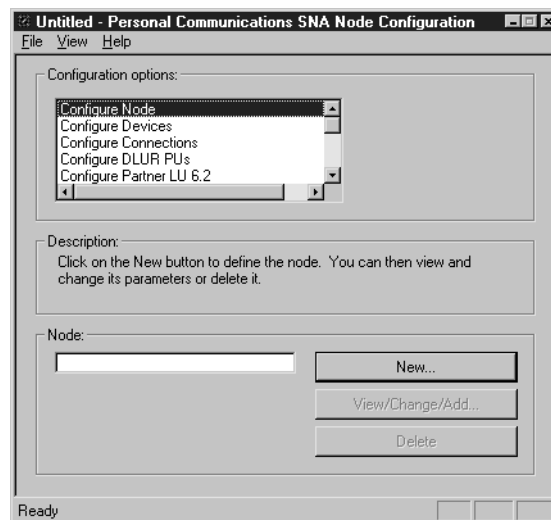 Untitled - Personal Communications SNA Node Configuration
File View Help
Configuration options:
Configure Node
Configure Devices
Configure Connections
Configure DLUR PUs
Configure Partner LU 6.2
Description:
Click on the New button to define the node. You can then view and
change its parameters or delete it.
Node:
New...
View/Change/Add...
Delete
Ready